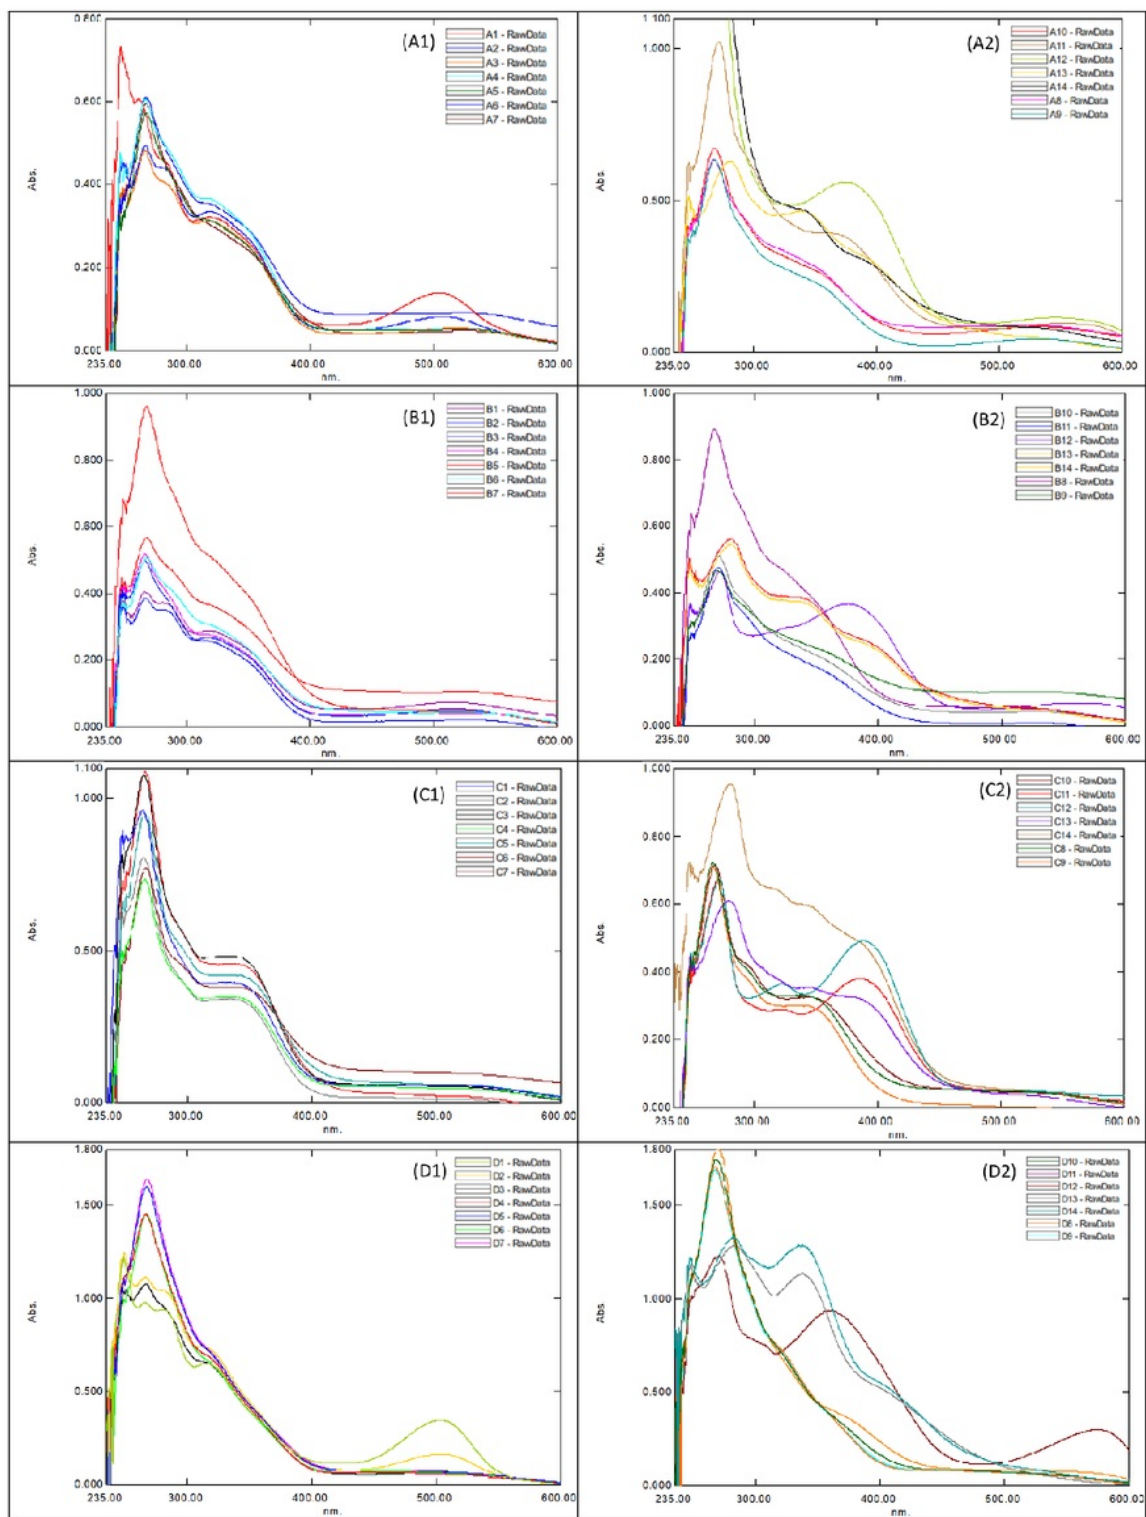 0.800
(A1)
A1 - RawData
A2 - RawData
A3 - RawData
A4 - RawData
A5 - RawData
A6 - RawData
A7 - RawData
0.600
Abs.
0.400
0.200
0.000
235.00 300.00 400.00 500.00 600.00
nm.
1.100
1.000
(A2)
A10 - RawData
A11 - RawData
A12 - RawData
A13 - RawData
A14 - RawData
A8 - RawData
A9 - RawData
Abs.
0.500
0.000
235.00 300.00 400.00 500.00 600.00
nm.
1.000
(B1)
B1 - RawData
B2 - RawData
B3 - RawData
B4 - RawData
B5 - RawData
B6 - RawData
B7 - RawData
0.800
0.600
Abs.
0.400
0.200
0.000
235.00 300.00 400.00 500.00 600.00
nm.
1.000
(B2)
B10 - RawData
B11 - RawData
B12 - RawData
B13 - RawData
B14 - RawData
B8 - RawData
B9 - RawData
0.800
0.600
Abs.
0.400
0.200
0.000
235.00 300.00 400.00 500.00 600.00
nm.
1.100
1.000
(C1)
C1 - RawData
C2 - RawData
C3 - RawData
C4 - RawData
C5 - RawData
C6 - RawData
C7 - RawData
Abs.
0.500
0.000
235.00 300.00 400.00 500.00 600.00
nm.
1.000
(C2)
C10 - RawData
C11 - RawData
C12 - RawData
C13 - RawData
C14 - RawData
C8 - RawData
C9 - RawData
0.800
0.600
Abs.
0.400
0.200
0.000
235.00 300.00 400.00 500.00 600.00
nm.
1.800
(D1)
D1 - RawData
D2 - RawData
D3 - RawData
D4 - RawData
D5 - RawData
D6 - RawData
D7 - RawData
1.500
1.000
Abs.
0.500
0.000
235.00 300.00 400.00 500.00 600.00
nm.
1.800
(D2)
D10 - RawData
D11 - RawData
D12 - RawData
D13 - RawData
D14 - RawData
D8 - RawData
D9 - RawData
1.500
1.000
Abs.
0.500
0.000
235.00 300.00 400.00 500.00 600.00
nm.